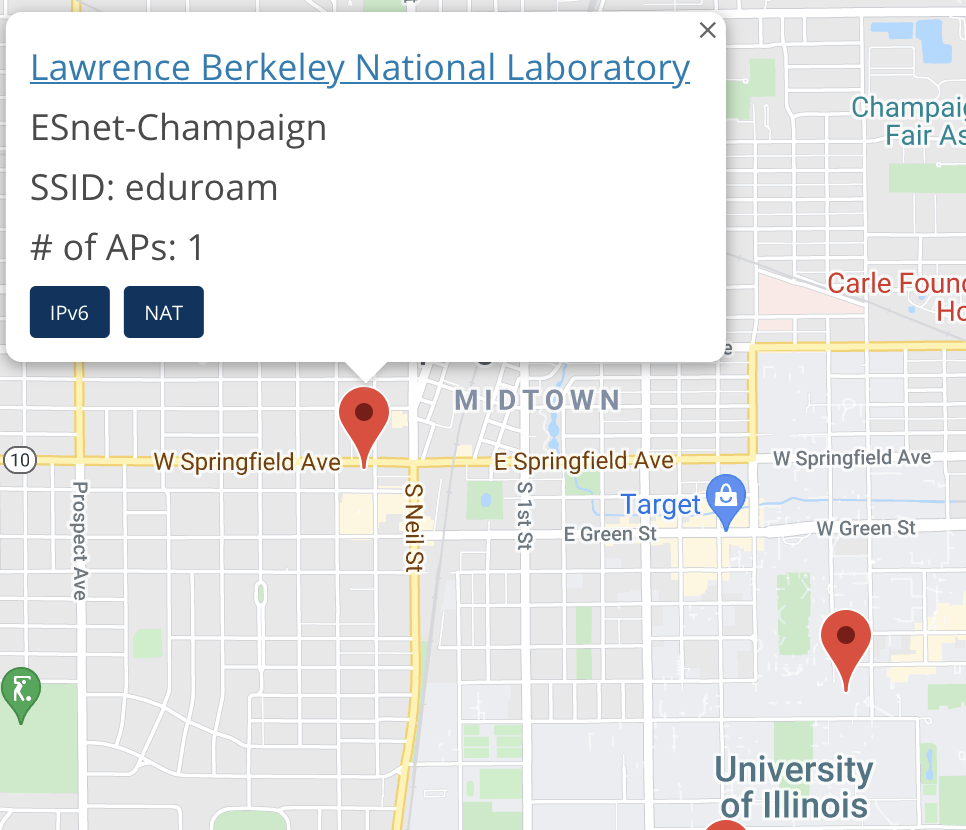 Lawrence Berkeley National Laboratory
ESnet-Champaign
SSID: eduroam
# of APs: 1
IPv6
NAT
Fair As
Carle Foun
MIDTOWN
10
W Springfield Ave
E Springfield Ave
W Springfield Ave
Prospect Ave
S Neil St
S 1st St
Target
E Green St
W Green St
University
of Illinois